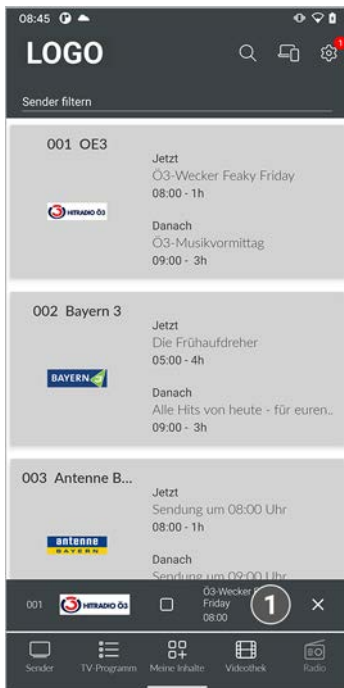 08:45
LOGO
1
Sender filtern
001 OE3
HITRADIO Ö3
Jetzt
Ö3-Wecker Feaky Friday
08:00 - 1h
Danach
Ö3-Musikvormittag
09:00 - 3h
002 Bayern 3
BAYERN 3
Jetzt
Die Frühaufdreher
05:00 - 4h
Danach
Alle Hits von heute - für euren..
09:00 - 3h
003 Antenne B...
antenne
BAYERN
Jetzt
Sendung um 08:00 Uhr
08:00 - 1h
Danach
Sendung um 09:00 Uhr
001
HITRADIO Ö3
Ö3-Wecker
Friday
08:00
1
Sender
TV-Programm
Meine Inhalte
Videothek
Radio